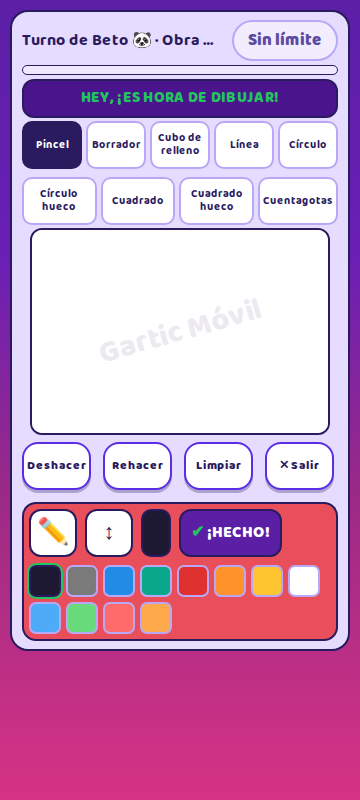 Turno de Beto 🐼 · Obra ...
Sin límite
HEY, ¡ES HORA DE DIBUJAR!
Pincel
Borrador
Cubo de
relleno
Línea
Círculo
Círculo
hueco
Cuadrado
Cuadrado
hueco
Cuentagotas
Gartic Móvil
Deshacer
Rehacer
Limpiar
✕ Salir
✔ ¡HECHO!